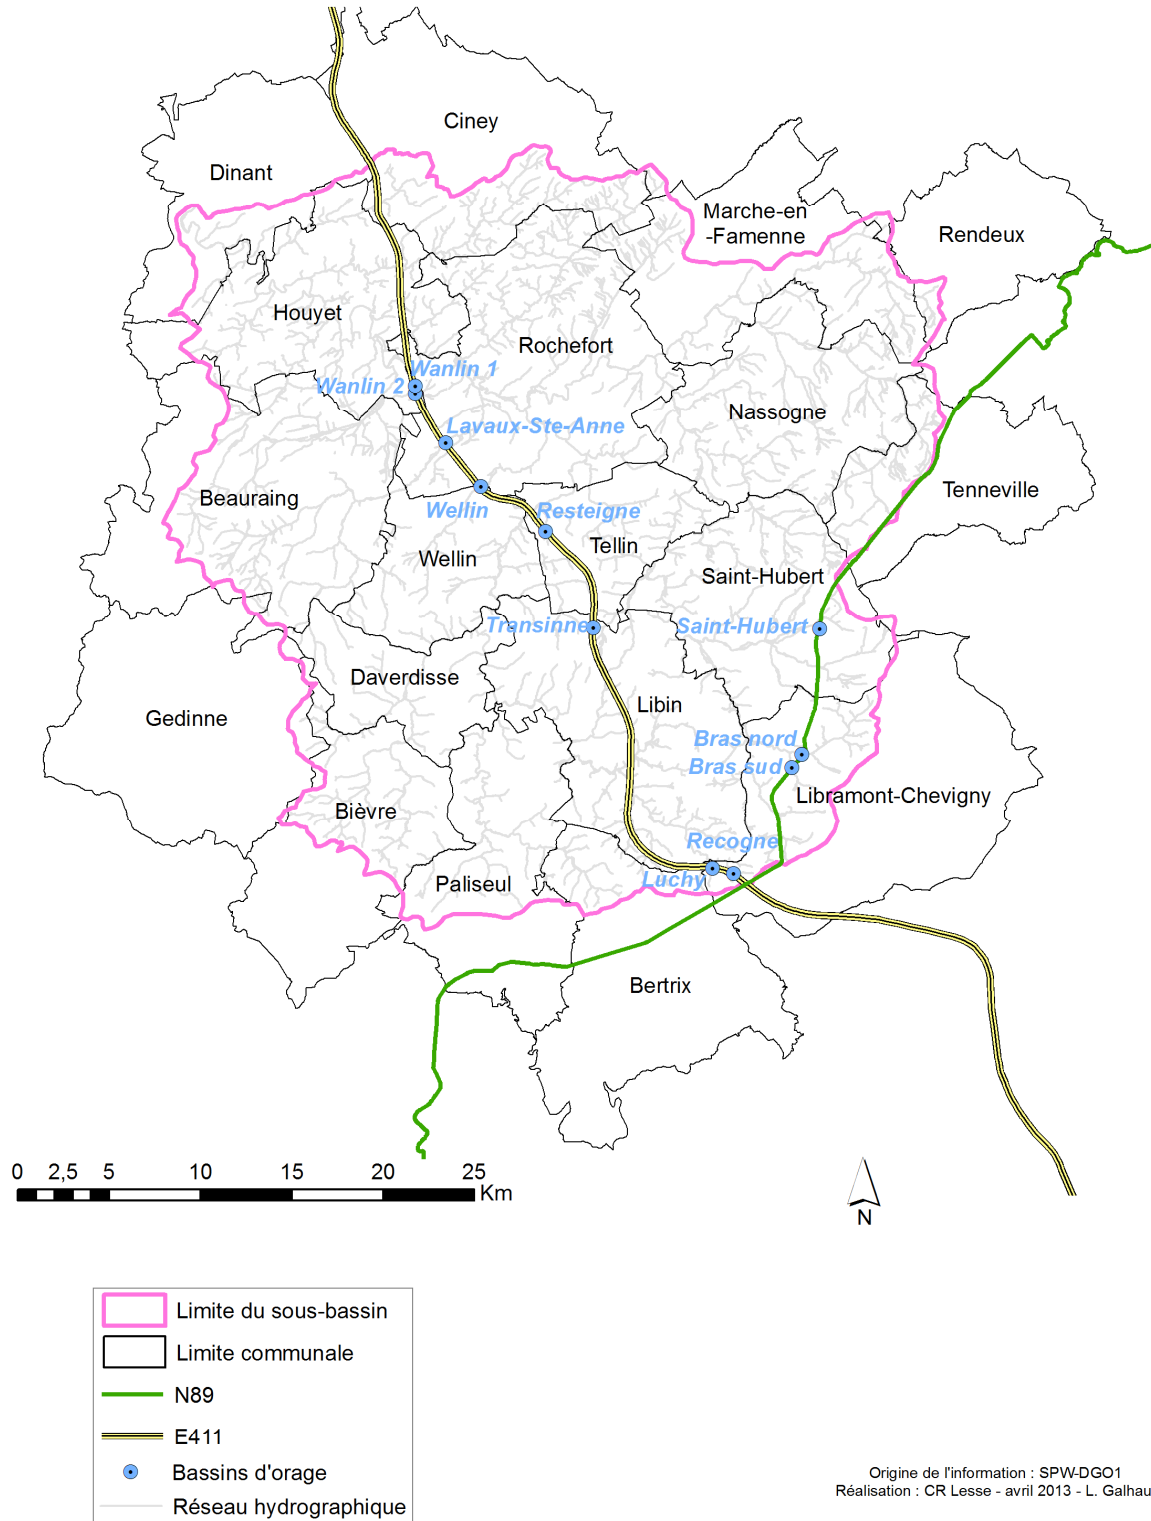 Ciney
Dinant
Marche-en
-Famenne
Rendeux
Houyet
Rochefort
Wanlin 1
Wanlin 2
Nassogne
Lavaux-Ste-Anne
Beauraing
Tenneville
Wellin
Resteigne
Tellin
Wellin
Saint-Hubert
Transinne
Saint-Hubert
Daverdisse
Libin
Gedinne
Bras nord
Bras sud
Libramont-Chevigny
Bièvre
Recogne
Luchy
Paliseul
Bertrix
0 2,5 5 10 15 20 25
Km
N
Limite du sous-bassin
Limite communale
N89
E411
Bassins d'orage
Réseau hydrographique
Origine de l'information : SPW-DGO1
Réalisation : CR Lesse - avril 2013 - L. Galhau